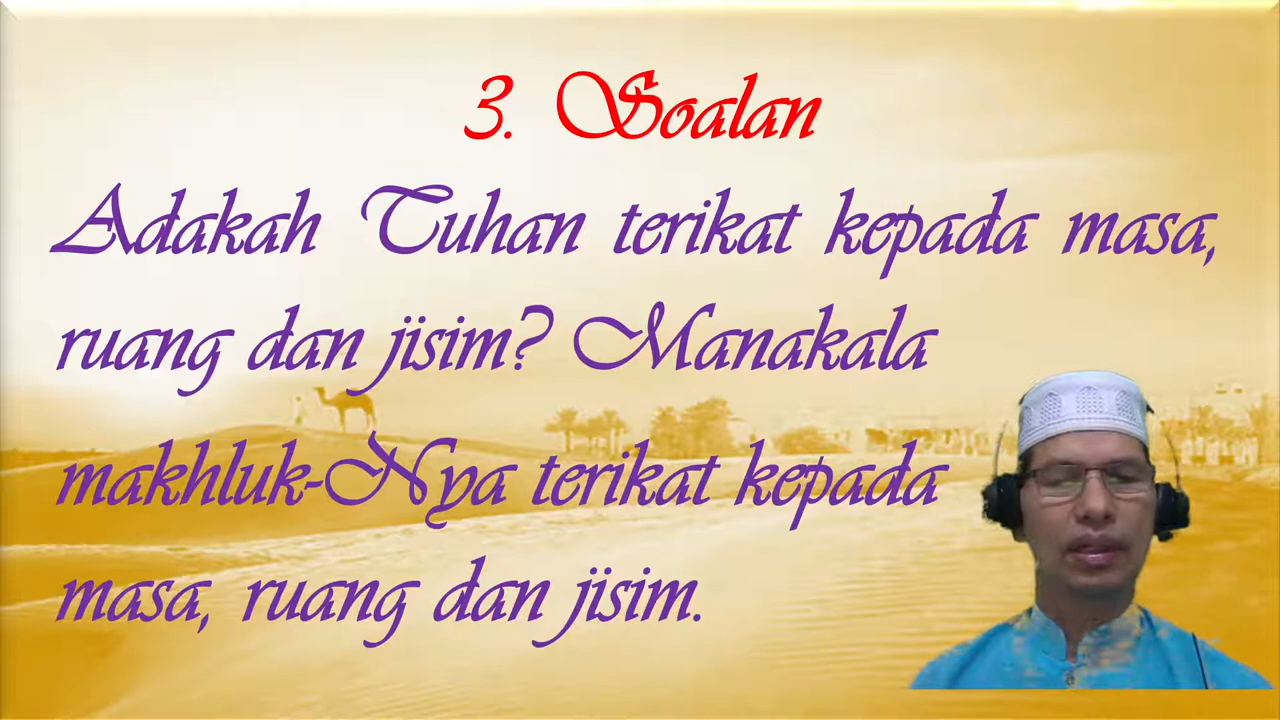 3. Soalan
Adakah Tuhan terikat kepada masa,
ruang dan jisim? Manakala
makhluk-Nya terikat kepada
masa, ruang dan jisim.